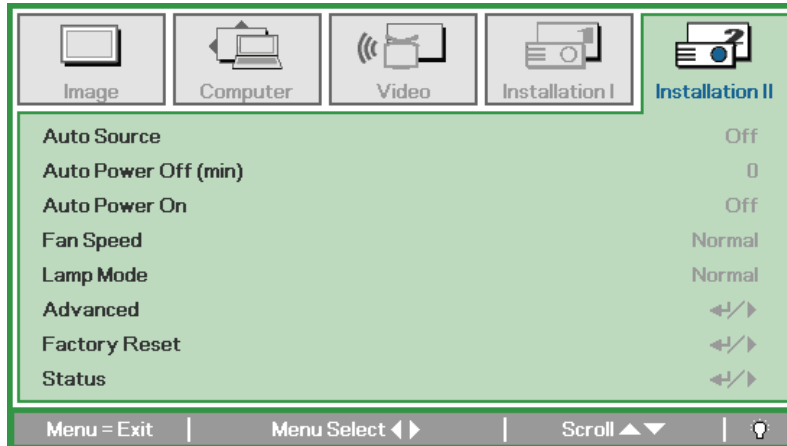 Image Computer Video Installation I Installation II
Auto Source Off
Auto Power Off (min) 0
Auto Power On Off
Fan Speed Normal
Lamp Mode Normal
Advanced
Factory Reset
Status
Menu = Exit Menu Select Scroll